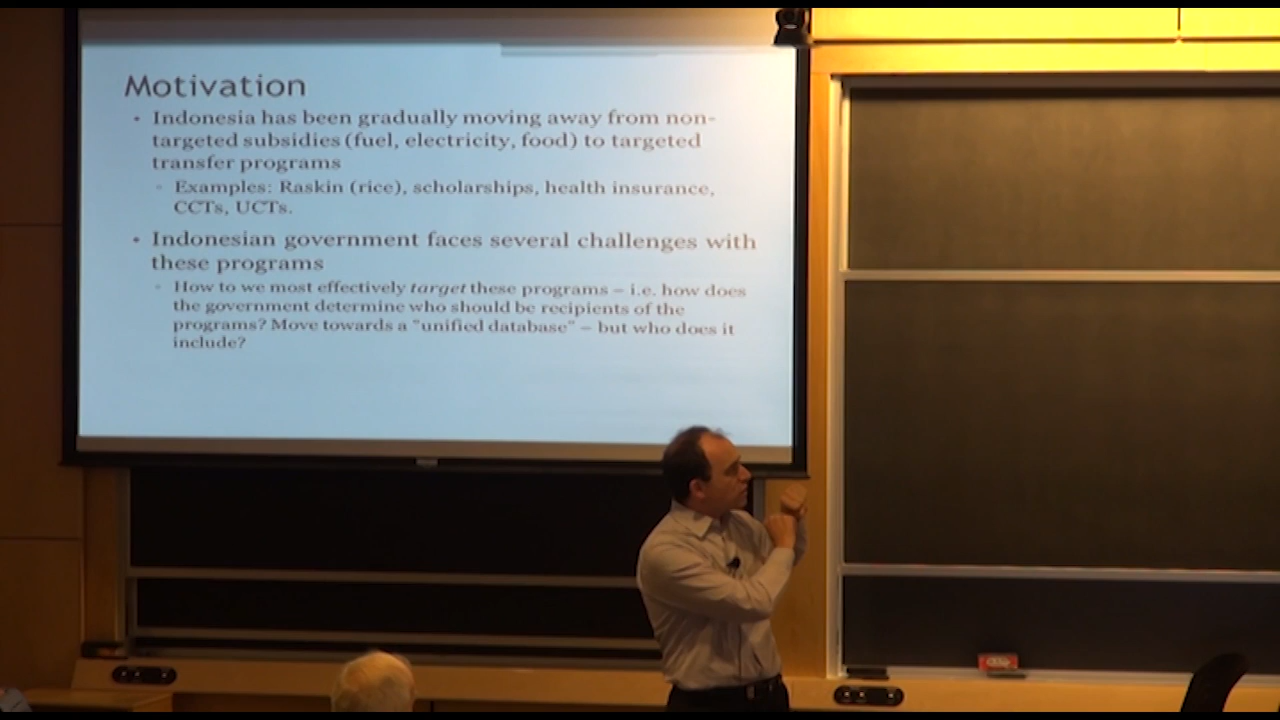 Motivation
• Indonesia has been gradually moving away from non-
targeted subsidies (fuel, electricity, food) to targeted
transfer programs
◦ Examples: Raskin (rice), scholarships, health insurance,
CCTs, UCTs.
• Indonesian government faces several challenges with
these programs
◦ How to we most effectively target these programs – i.e. how does
the government determine who should be recipients of the
programs? Move towards a "unified database" – but who does it
include?